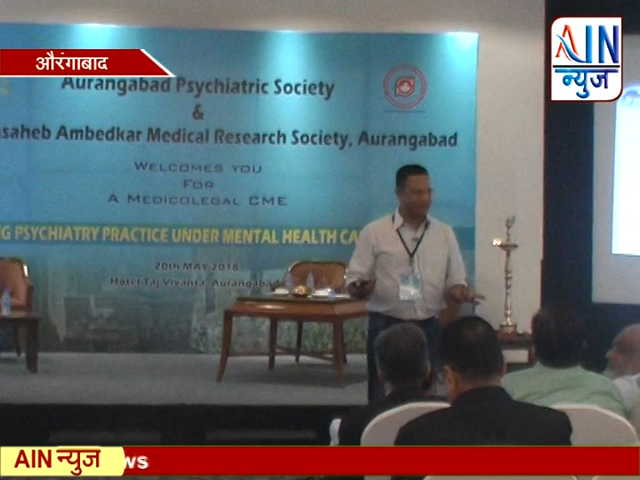 औरंगाबाद
AIN
न्युज
Aurangabad Psychiatric Society
&
saheb Ambedkar Medical Research Society, Aurangabad
WELCOMES YOU
FOR
A MEDICOLEGAL CME
G PSYCHIATRY PRACTICE UNDER MENTAL HEALTH CA
20TH MAY 2018
Hotel Taj Vivanta, Aurangabad
AIN न्युज ws